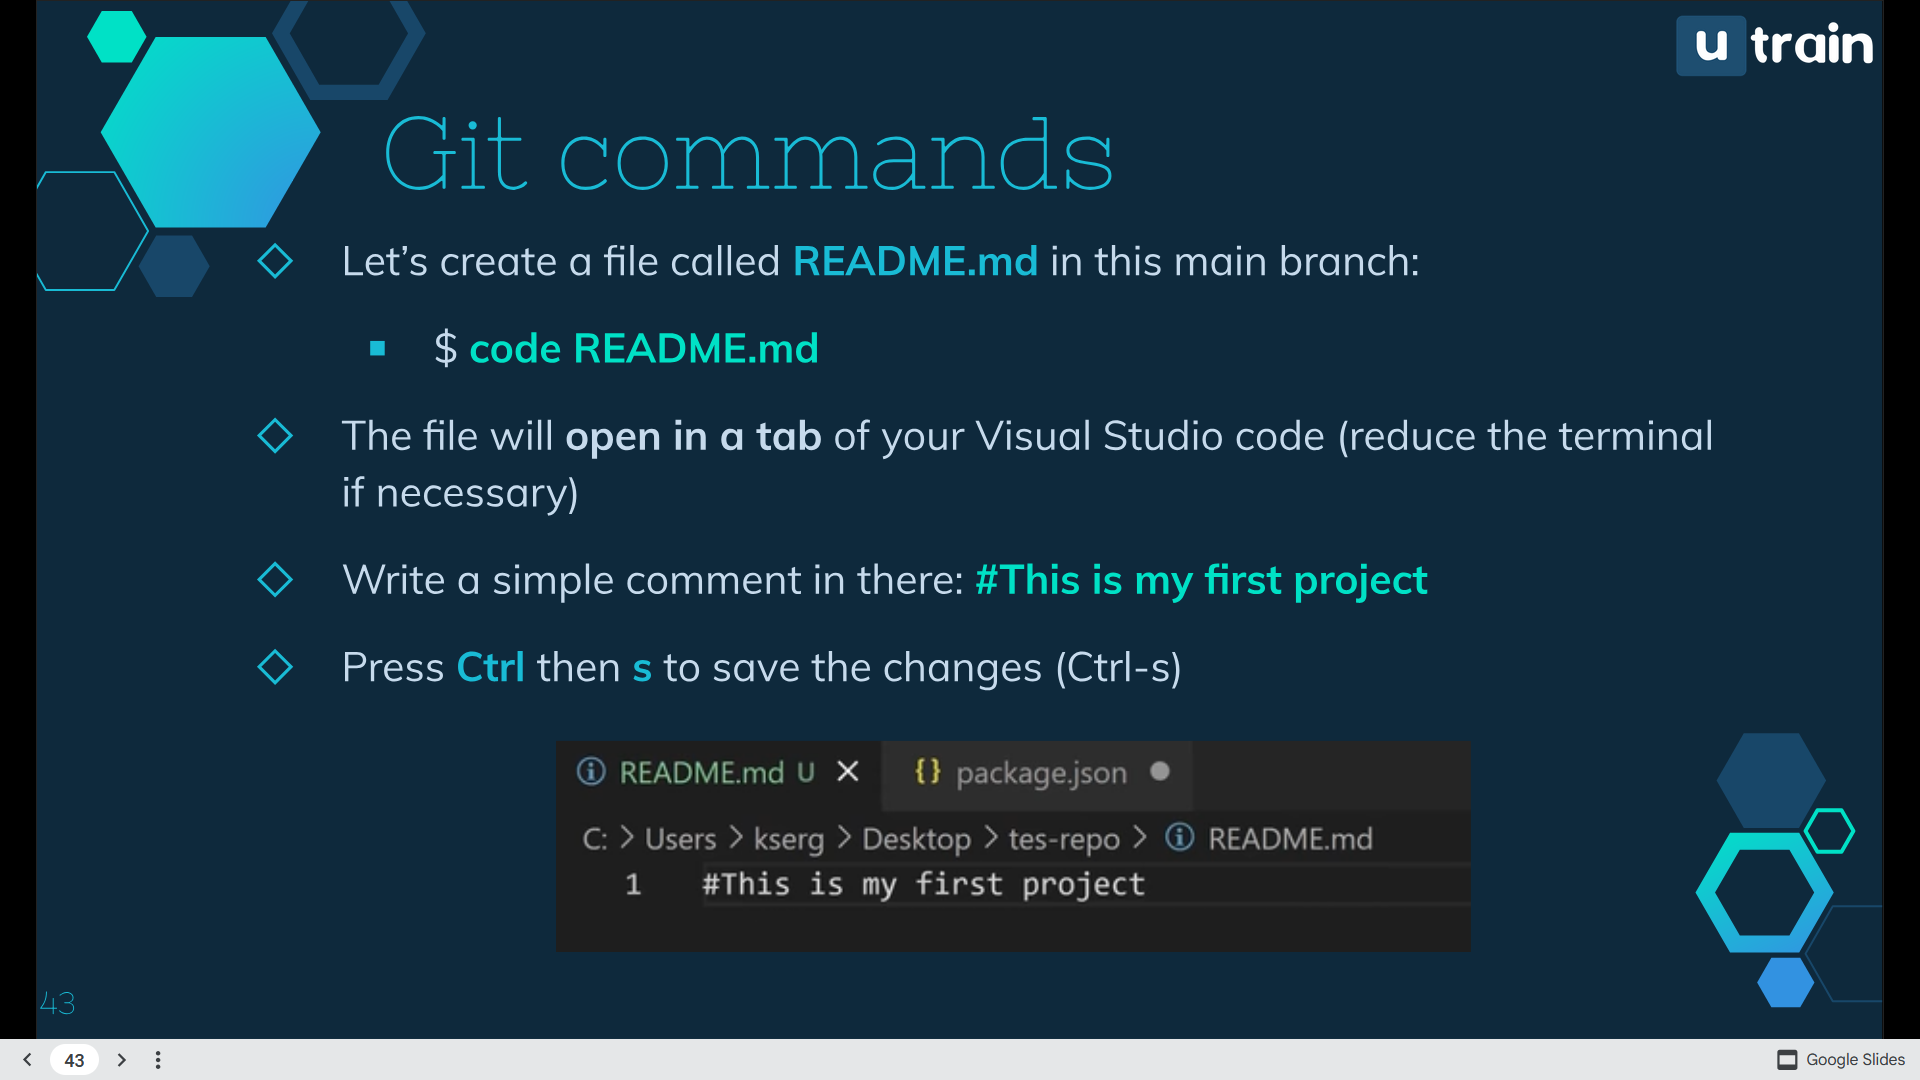 u train
Git commands
Let’s create a file called README.md in this main branch:
$ code README.md
The file will open in a tab of your Visual Studio code (reduce the terminal
if necessary)
Write a simple comment in there: #This is my first project
Press Ctrl then s to save the changes (Ctrl-s)
README.md U × {} package.json
C: > Users > kserg > Desktop > tes-repo > README.md
1 #This is my first project
43
43
Google Slides